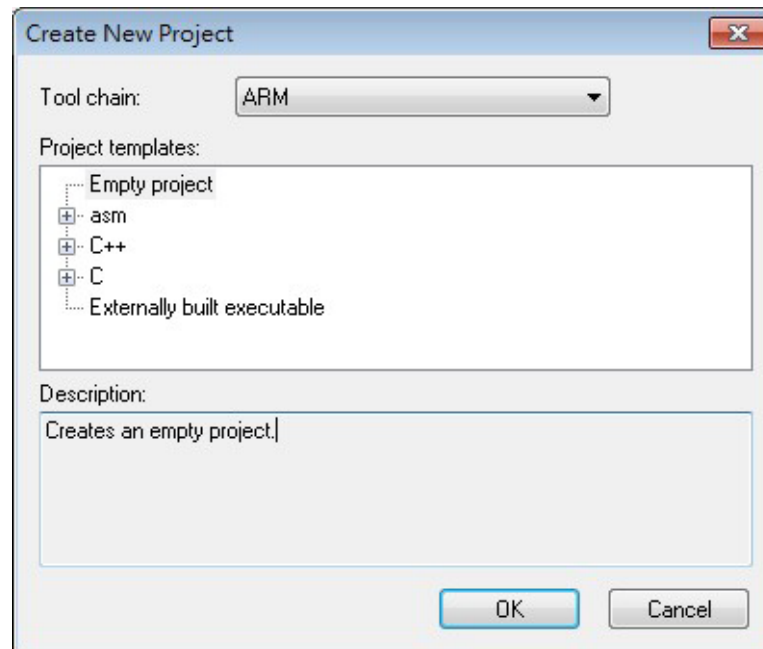 Create New Project
Tool chain: ARM
Project templates:
Empty project
asm
C++
C
Externally built executable
Description:
Creates an empty project.
OK Cancel